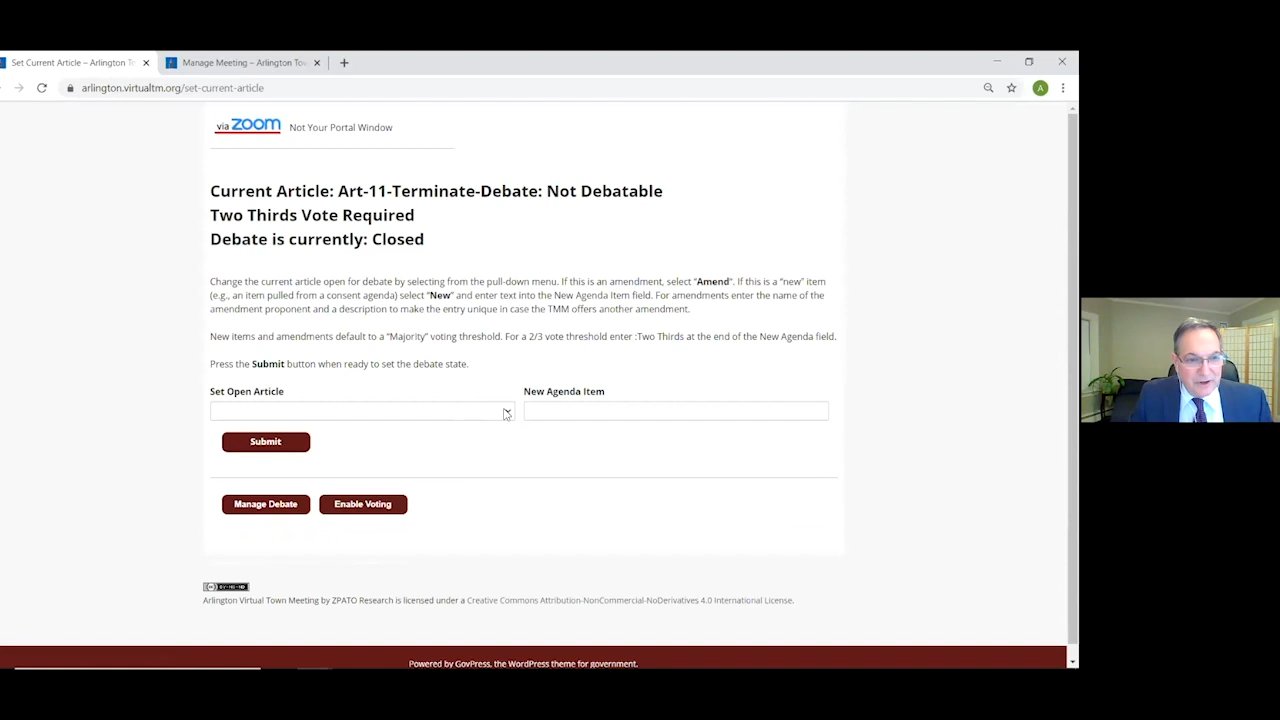 Set Current Article – Arlington To
Manage Meeting – Arlington Tow
arlington.virtualtm.org/set-current-article
A
via zoom Not Your Portal Window
Current Article: Art-11-Terminate-Debate: Not Debatable
Two Thirds Vote Required
Debate is currently: Closed
Change the current article open for debate by selecting from the pull-down menu. If this is an amendment, select "Amend". If this is a "new" item
(e.g., an item pulled from a consent agenda) select "New" and enter text into the New Agenda Item field. For amendments enter the name of the
amendment proponent and a description to make the entry unique in case the TMM offers another amendment.
New items and amendments default to a "Majority" voting threshold. For a 2/3 vote threshold enter :Two Thirds at the end of the New Agenda field.
Press the Submit button when ready to set the debate state.
Set Open Article
New Agenda Item
Submit
Manage Debate
Enable Voting
Arlington Virtual Town Meeting by ZPATO Research is licensed under a Creative Commons Attribution-NonCommercial-NoDerivatives 4.0 International License.
Powered by GovPress, the WordPress theme for government.